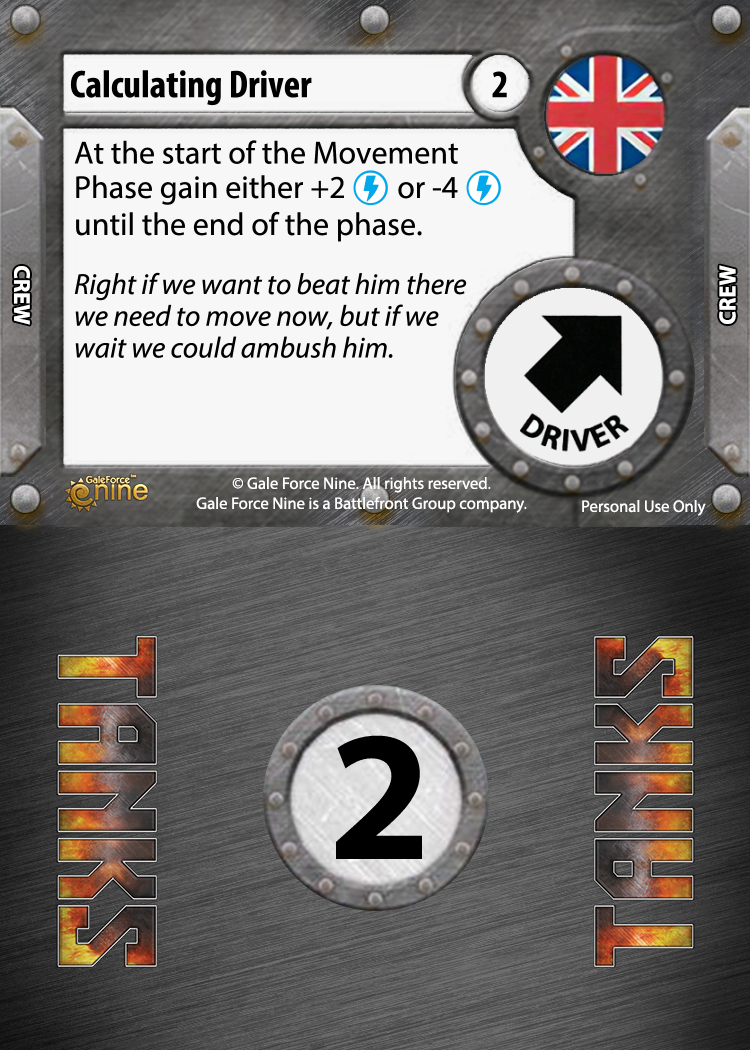 Calculating Driver
2
At the start of the Movement
Phase gain either +2 or -4
until the end of the phase.
Right if we want to beat him there
we need to move now, but if we
wait we could ambush him.
CREW
CREW
DRIVER
GaleForce™
nine
© Gale Force Nine. All rights reserved.
Gale Force Nine is a Battlefront Group company.
Personal Use Only
TANKS
2
TANKS